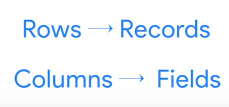 Rows → Records
Columns → Fields